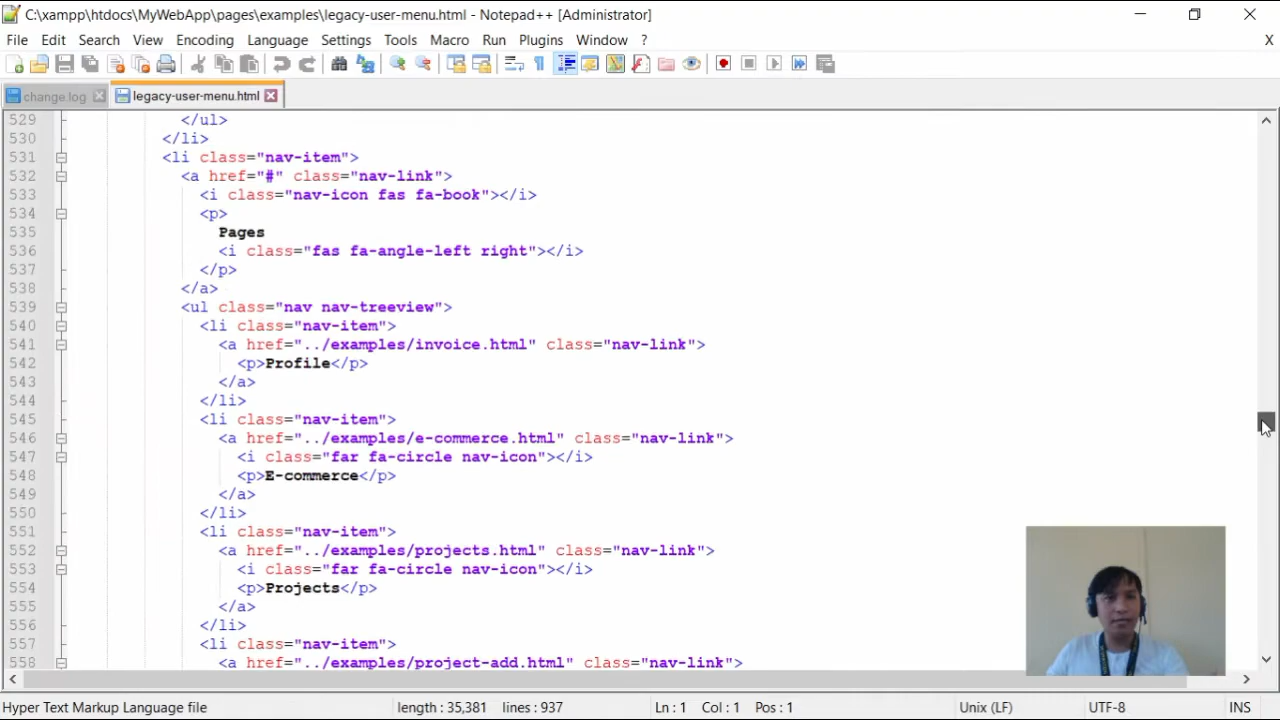 C:\xampp\htdocs\MyWebApp\pages\examples\legacy-user-menu.html - Notepad++ [Administrator]
File Edit Search View Encoding Language Settings Tools Macro Run Plugins Window ? X
change.log legacy-user-menu.html
529 </ul>
530 </li>
531 <li class="nav-item">
532 <a href="#" class="nav-link">
533 <i class="nav-icon fas fa-book"></i>
534 <p>
535 Pages
536 <i class="fas fa-angle-left right"></i>
537 </p>
538 </a>
539 <ul class="nav nav-treeview">
540 <li class="nav-item">
541 <a href="../examples/invoice.html" class="nav-link">
542 <p>Profile</p>
543 </a>
544 </li>
545 <li class="nav-item">
546 <a href="../examples/e-commerce.html" class="nav-link">
547 <i class="far fa-circle nav-icon"></i>
548 <p>E-commerce</p>
549 </a>
550 </li>
551 <li class="nav-item">
552 <a href="../examples/projects.html" class="nav-link">
553 <i class="far fa-circle nav-icon"></i>
554 <p>Projects</p>
555 </a>
556 </li>
557 <li class="nav-item">
558 <a href="../examples/project-add.html" class="nav-link">
Hyper Text Markup Language file length : 35,381 lines : 937 Ln : 1 Col : 1 Pos : 1 Unix (LF) UTF-8 INS